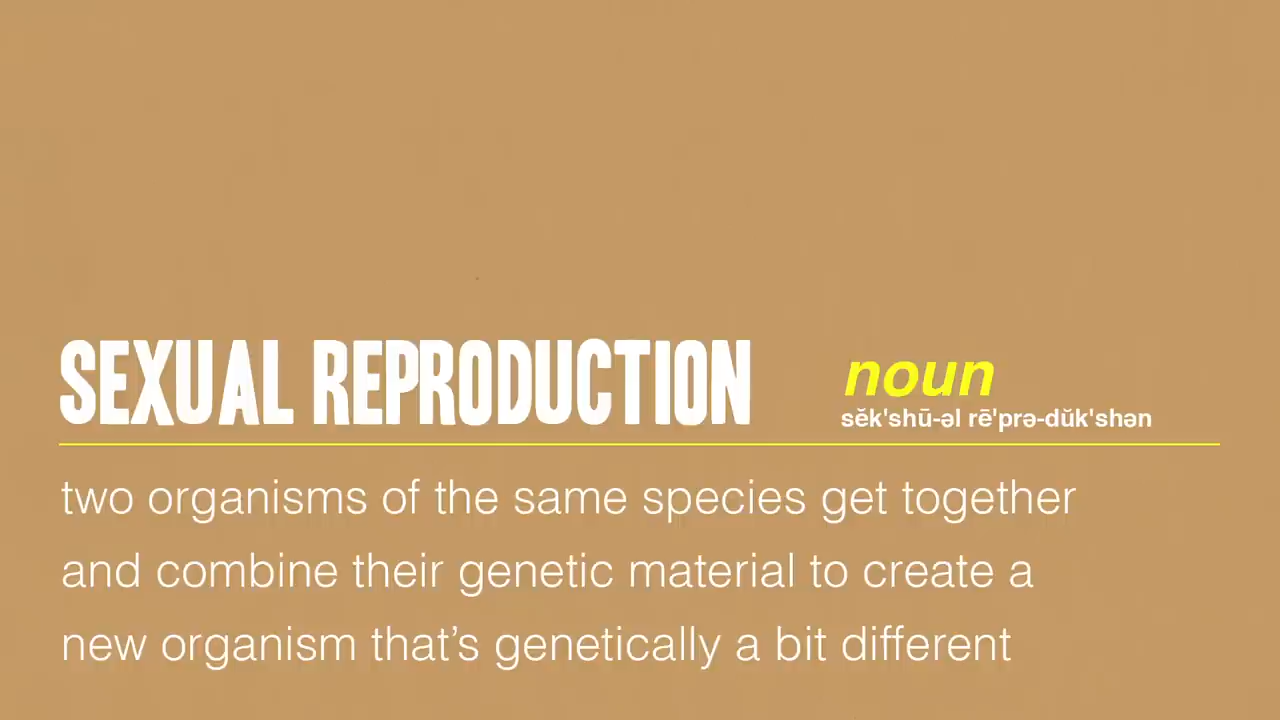 SEXUAL REPRODUCTION
noun
sĕk'shū-əl rē'prə-dŭk'shən
two organisms of the same species get together
and combine their genetic material to create a
new organism that’s genetically a bit different